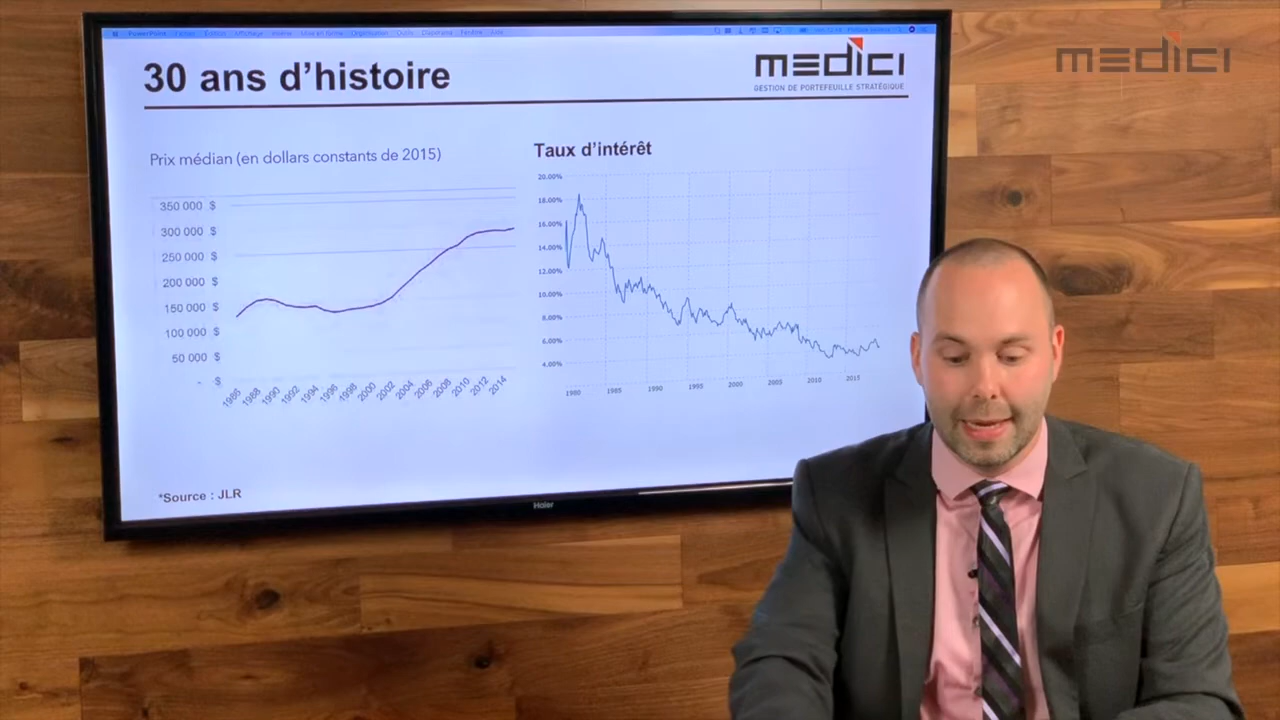 PowerPoint
30 ans d'histoire
MEDICI
GESTION DE PORTEFEUILLE STRATÉGIQUE
MEDICI
Prix médian (en dollars constants de 2015)
350 000 $
300 000 $
250 000 $
200 000 $
150 000 $
100 000 $
50 000 $
- $
1986 1988 1990 1992 1994 1996 1998 2000 2002 2004 2006 2008 2010 2012 2014
Taux d'intérêt
20.00%
18.00%
16.00%
14.00%
12.00%
10.00%
8.00%
6.00%
4.00%
1980 1985 1990 1995 2000 2005 2010 2015
*Source : JLR
Haier